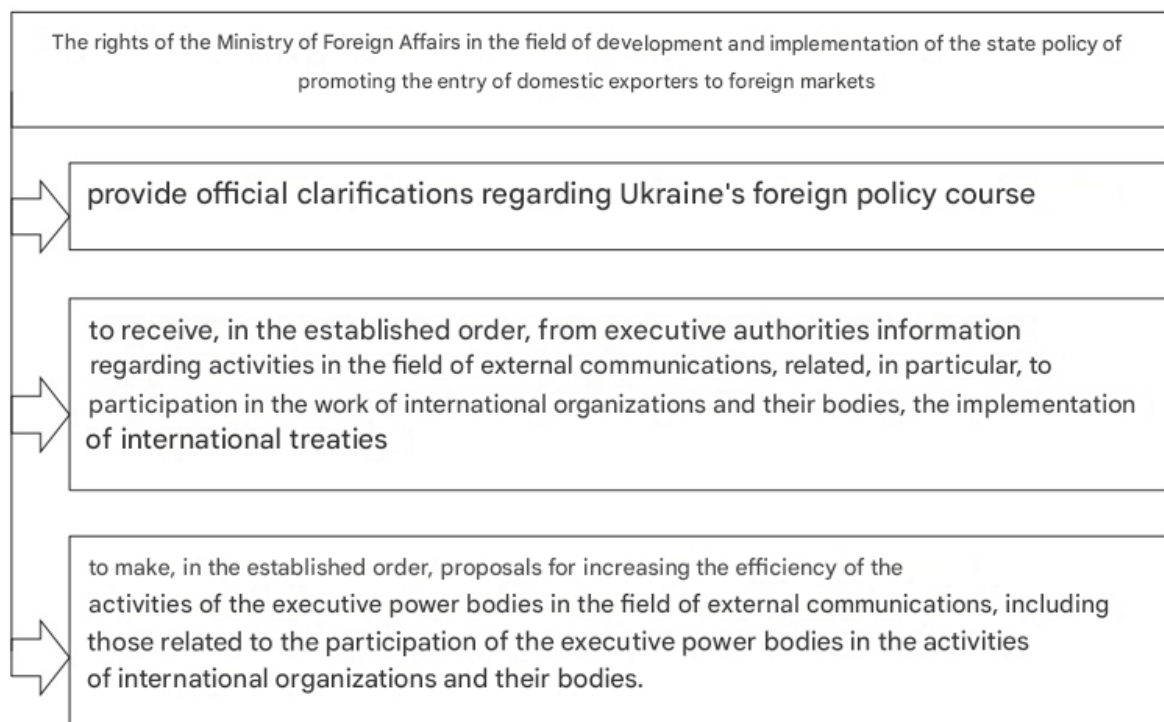 The rights of the Ministry of Foreign Affairs in the field of development and implementation of the state policy of
promoting the entry of domestic exporters to foreign markets
provide official clarifications regarding Ukraine's foreign policy course
to receive, in the established order, from executive authorities information
regarding activities in the field of external communications, related, in particular, to
participation in the work of international organizations and their bodies, the implementation
of international treaties
to make, in the established order, proposals for increasing the efficiency of the
activities of the executive power bodies in the field of external communications, including
those related to the participation of the executive power bodies in the activities
of international organizations and their bodies.